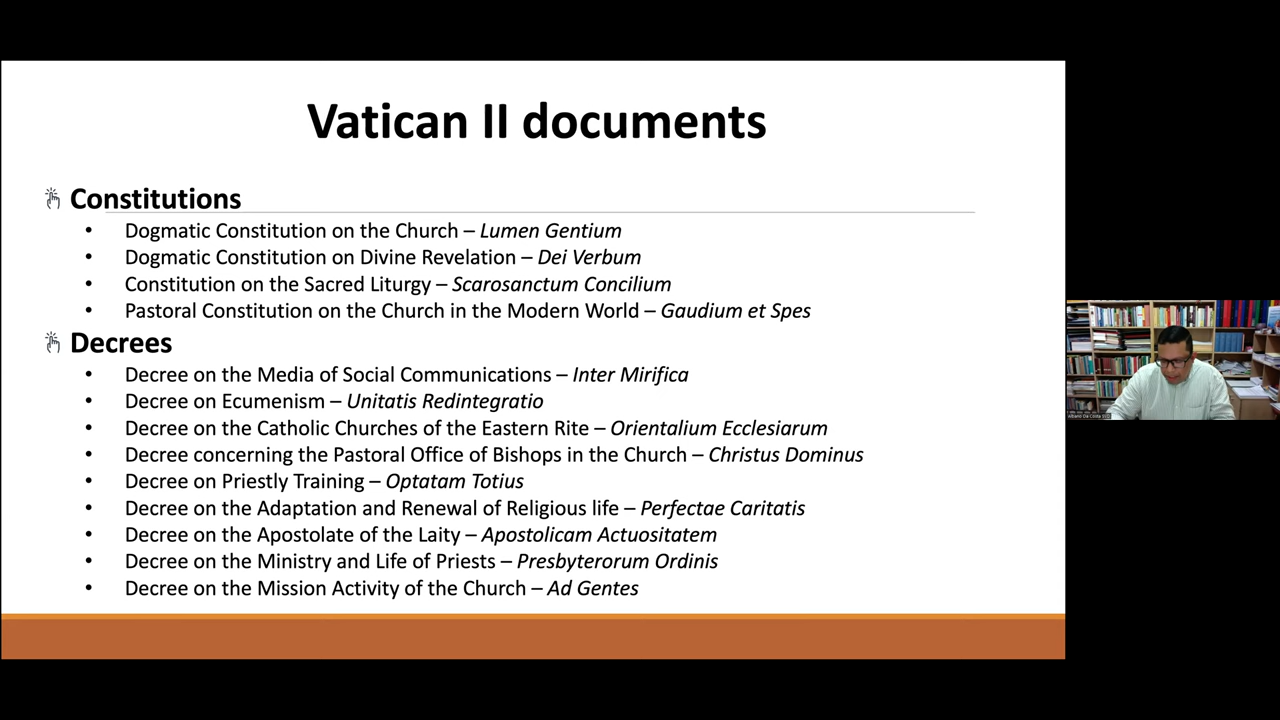 Vatican II documents
Constitutions
• Dogmatic Constitution on the Church – Lumen Gentium
• Dogmatic Constitution on Divine Revelation – Dei Verbum
• Constitution on the Sacred Liturgy – Scarosanctum Concilium
• Pastoral Constitution on the Church in the Modern World – Gaudium et Spes
Decrees
• Decree on the Media of Social Communications – Inter Mirifica
• Decree on Ecumenism – Unitatis Redintegratio
• Decree on the Catholic Churches of the Eastern Rite – Orientalium Ecclesiarum
• Decree concerning the Pastoral Office of Bishops in the Church – Christus Dominus
• Decree on Priestly Training – Optatam Totius
• Decree on the Adaptation and Renewal of Religious life – Perfectae Caritatis
• Decree on the Apostolate of the Laity – Apostolicam Actuositatem
• Decree on the Ministry and Life of Priests – Presbyterorum Ordinis
• Decree on the Mission Activity of the Church – Ad Gentes